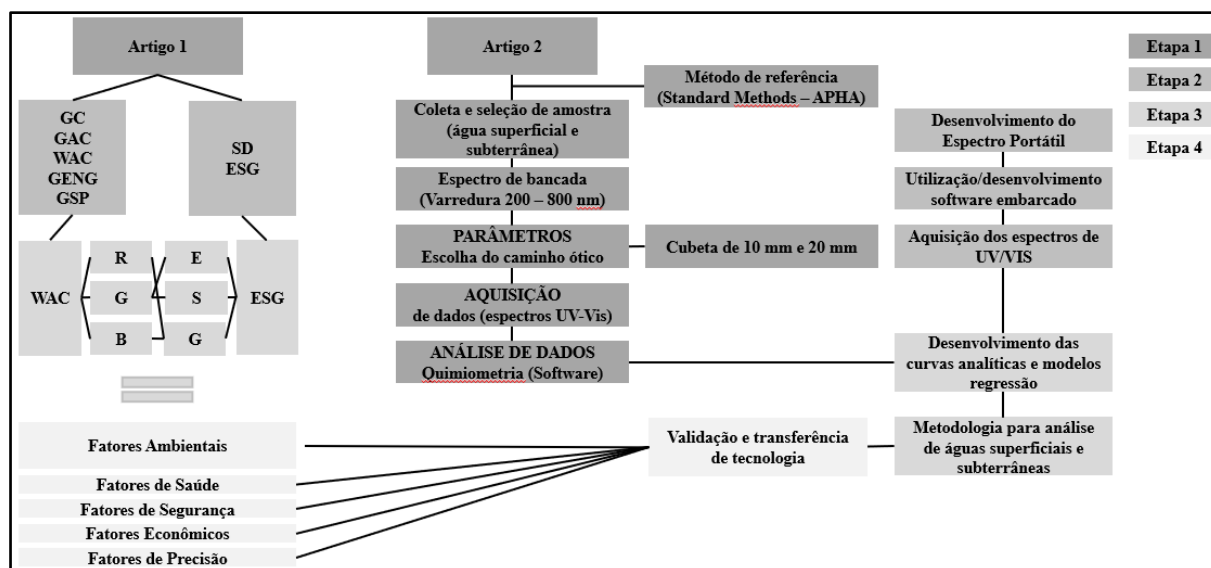 Artigo 1
GC
GAC
WAC
GENG
GSP
SD
ESG
WAC
R
G
B
E
S
G
ESG
Fatores Ambientais
Fatores de Saúde
Fatores de Segurança
Fatores Econômicos
Fatores de Precisão
Artigo 2
Método de referência
(Standard Methods – APHA)
Coleta e seleção de amostra
(água superficial e
subterrânea)
Espectro de bancada
(Varredura 200 – 800 nm)
PARÂMETROS
Escolha do caminho ótico
Cubeta de 10 mm e 20 mm
AQUISIÇÃO
de dados (espectros UV-Vis)
ANÁLISE DE DADOS
Quimiometria (Software)
Desenvolvimento do
Espectro Portátil
Utilização/desenvolvimento
software embarcado
Aquisição dos espectros de
UV/VIS
Desenvolvimento das
curvas analíticas e modelos
regressão
Metodologia para análise
de águas superficiais e
subterrâneas
Validação e transferência
de tecnologia
Etapa 1
Etapa 2
Etapa 3
Etapa 4